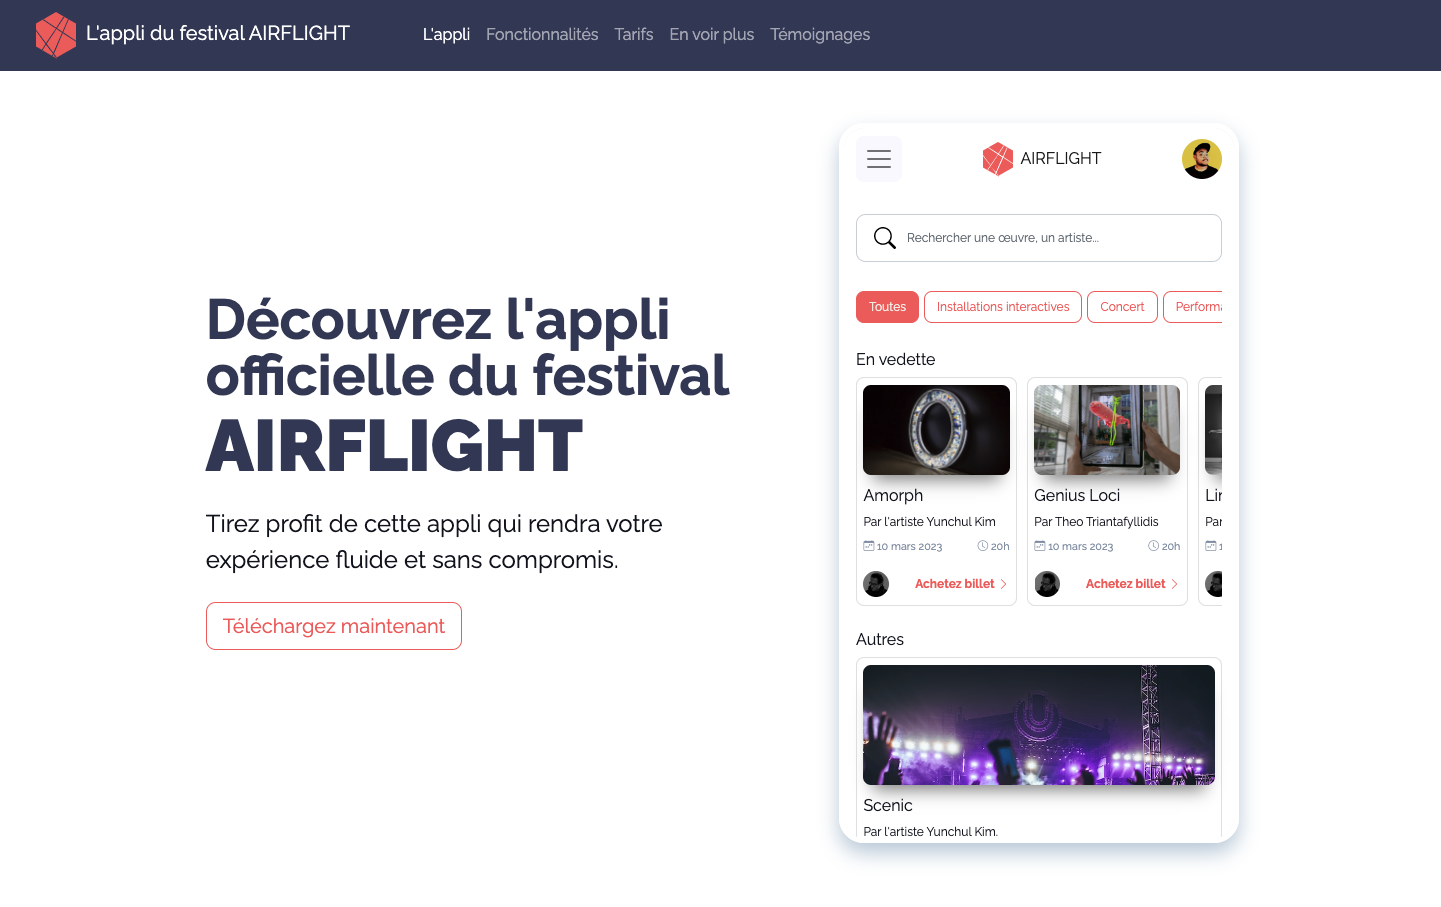 L'appli du festival AIRFLIGHT
L'appli Fonctionnalités Tarifs En voir plus Témoignages
Découvrez l'appli
officielle du festival
AIRFLIGHT
Tirez profit de cette appli qui rendra votre
expérience fluide et sans compromis.
Téléchargez maintenant
AIRFLIGHT
Rechercher une œuvre, un artiste...
Toutes Installations interactives Concert Performa
En vedette
Amorph Genius Loci Lir
Par l'artiste Yunchul Kim Par Theo Triantafyllidis Par
10 mars 2023 20h 10 mars 2023 20h 1
Achetez billet Achetez billet
Autres
Scenic
Par l'artiste Yunchul Kim.